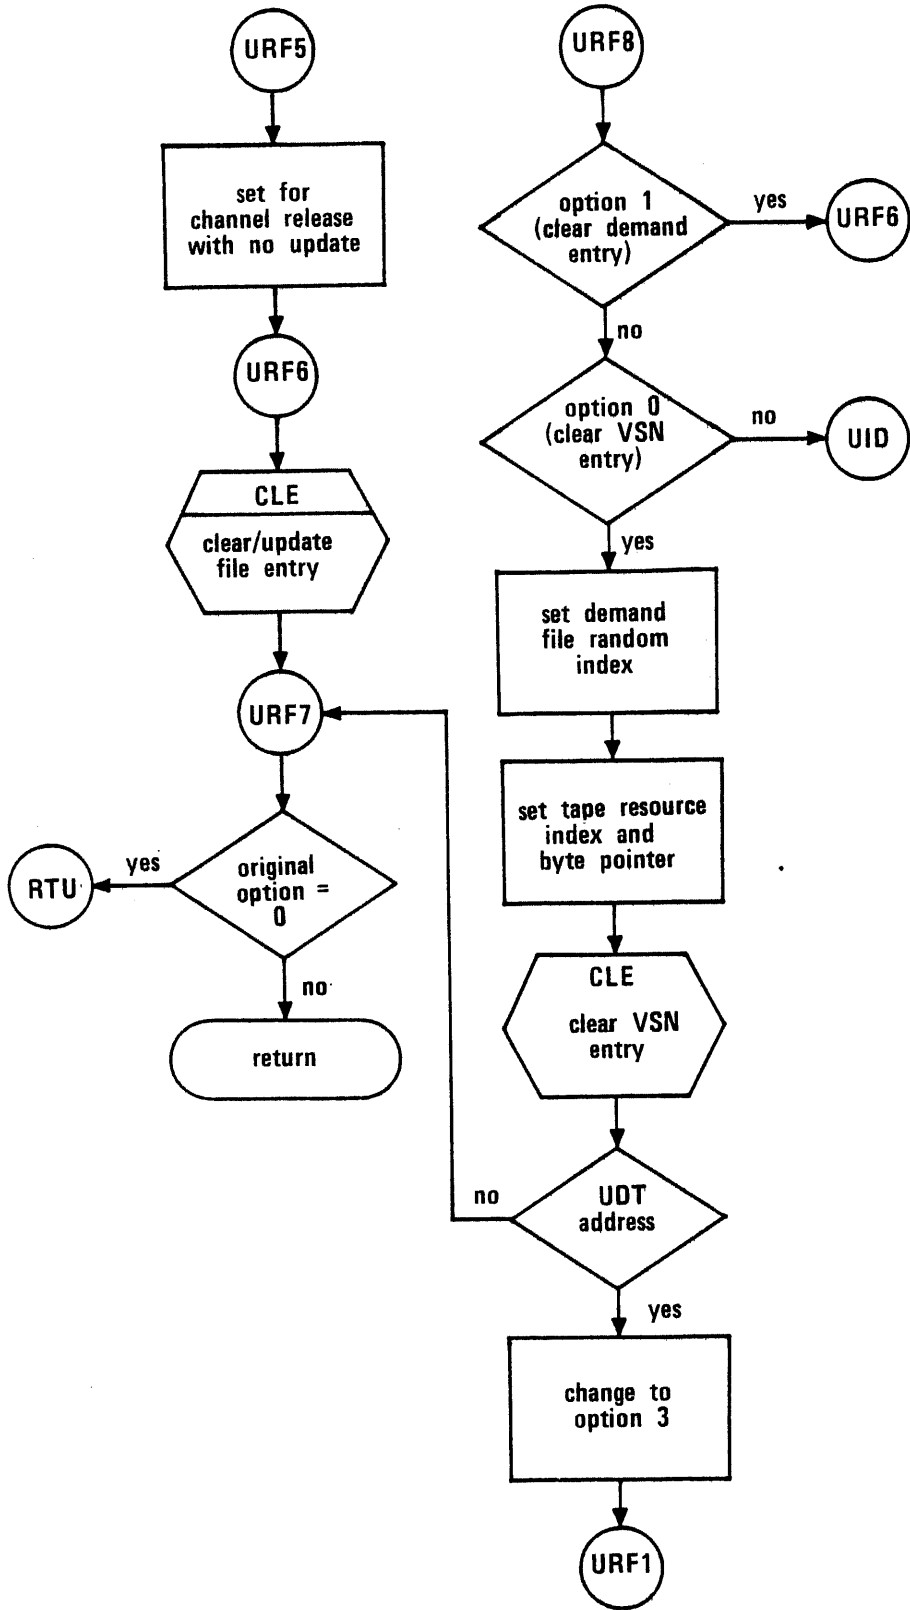 URF5
set for
channel release
with no update
URF6
CLE
clear/update
file entry
URF7
original
option =
0
yes
RTU
no
return
URF8
option 1
(clear demand
entry)
yes
URF6
no
option 0
(clear VSN
entry)
no
UID
yes
set demand
file random
index
set tape resource
index and
byte pointer
CLE
clear VSN
entry
UDT
address
no
yes
change to
option 3
URF1